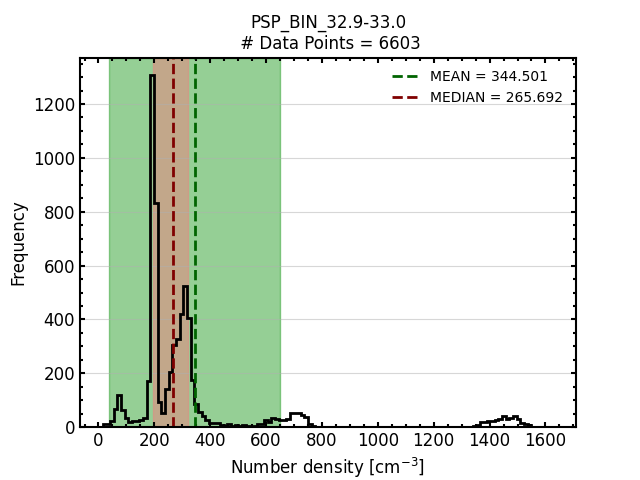 PSP_BIN_32.9-33.0
# Data Points = 6603
MEAN = 344.501
MEDIAN = 265.692
Frequency
1200
1000
800
600
400
200
0
0 200 400 600 800 1000 1200 1400 1600
Number density [cm⁻³]